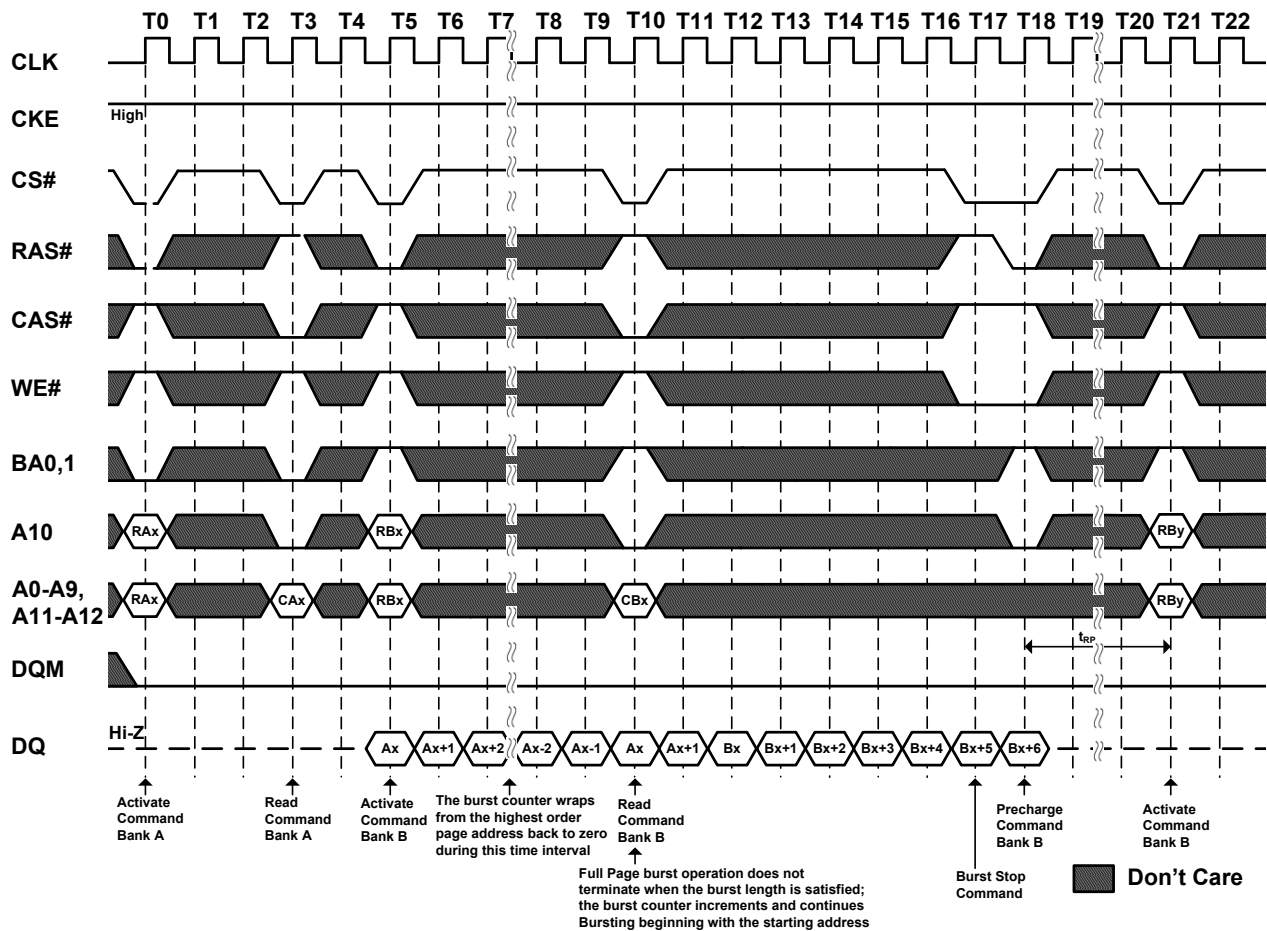 T0 T1 T2 T3 T4 T5 T6 T7 T8 T9 T10 T11 T12 T13 T14 T15 T16 T17 T18 T19 T20 T21 T22
CLK
CKE High
CS#
RAS#
CAS#
WE#
BA0,1
A10 RAx RBx RBy
A0-A9,
A11-A12 RAx CAx RBx CBx RBy
tRP
DQM
DQ Hi-Z Ax Ax+1 Ax+2 Ax-2 Ax-1 Ax Ax+1 Bx Bx+1 Bx+2 Bx+3 Bx+4 Bx+5 Bx+6
Activate
Command
Bank A
Read
Command
Bank A
Activate
Command
Bank B
The burst counter wraps
from the highest order
page address back to zero
during this time interval
Read
Command
Bank B
Full Page burst operation does not
terminate when the burst length is satisfied;
the burst counter increments and continues
Bursting beginning with the starting address
Burst Stop
Command
Precharge
Command
Bank B
Activate
Command
Bank B
Don't Care